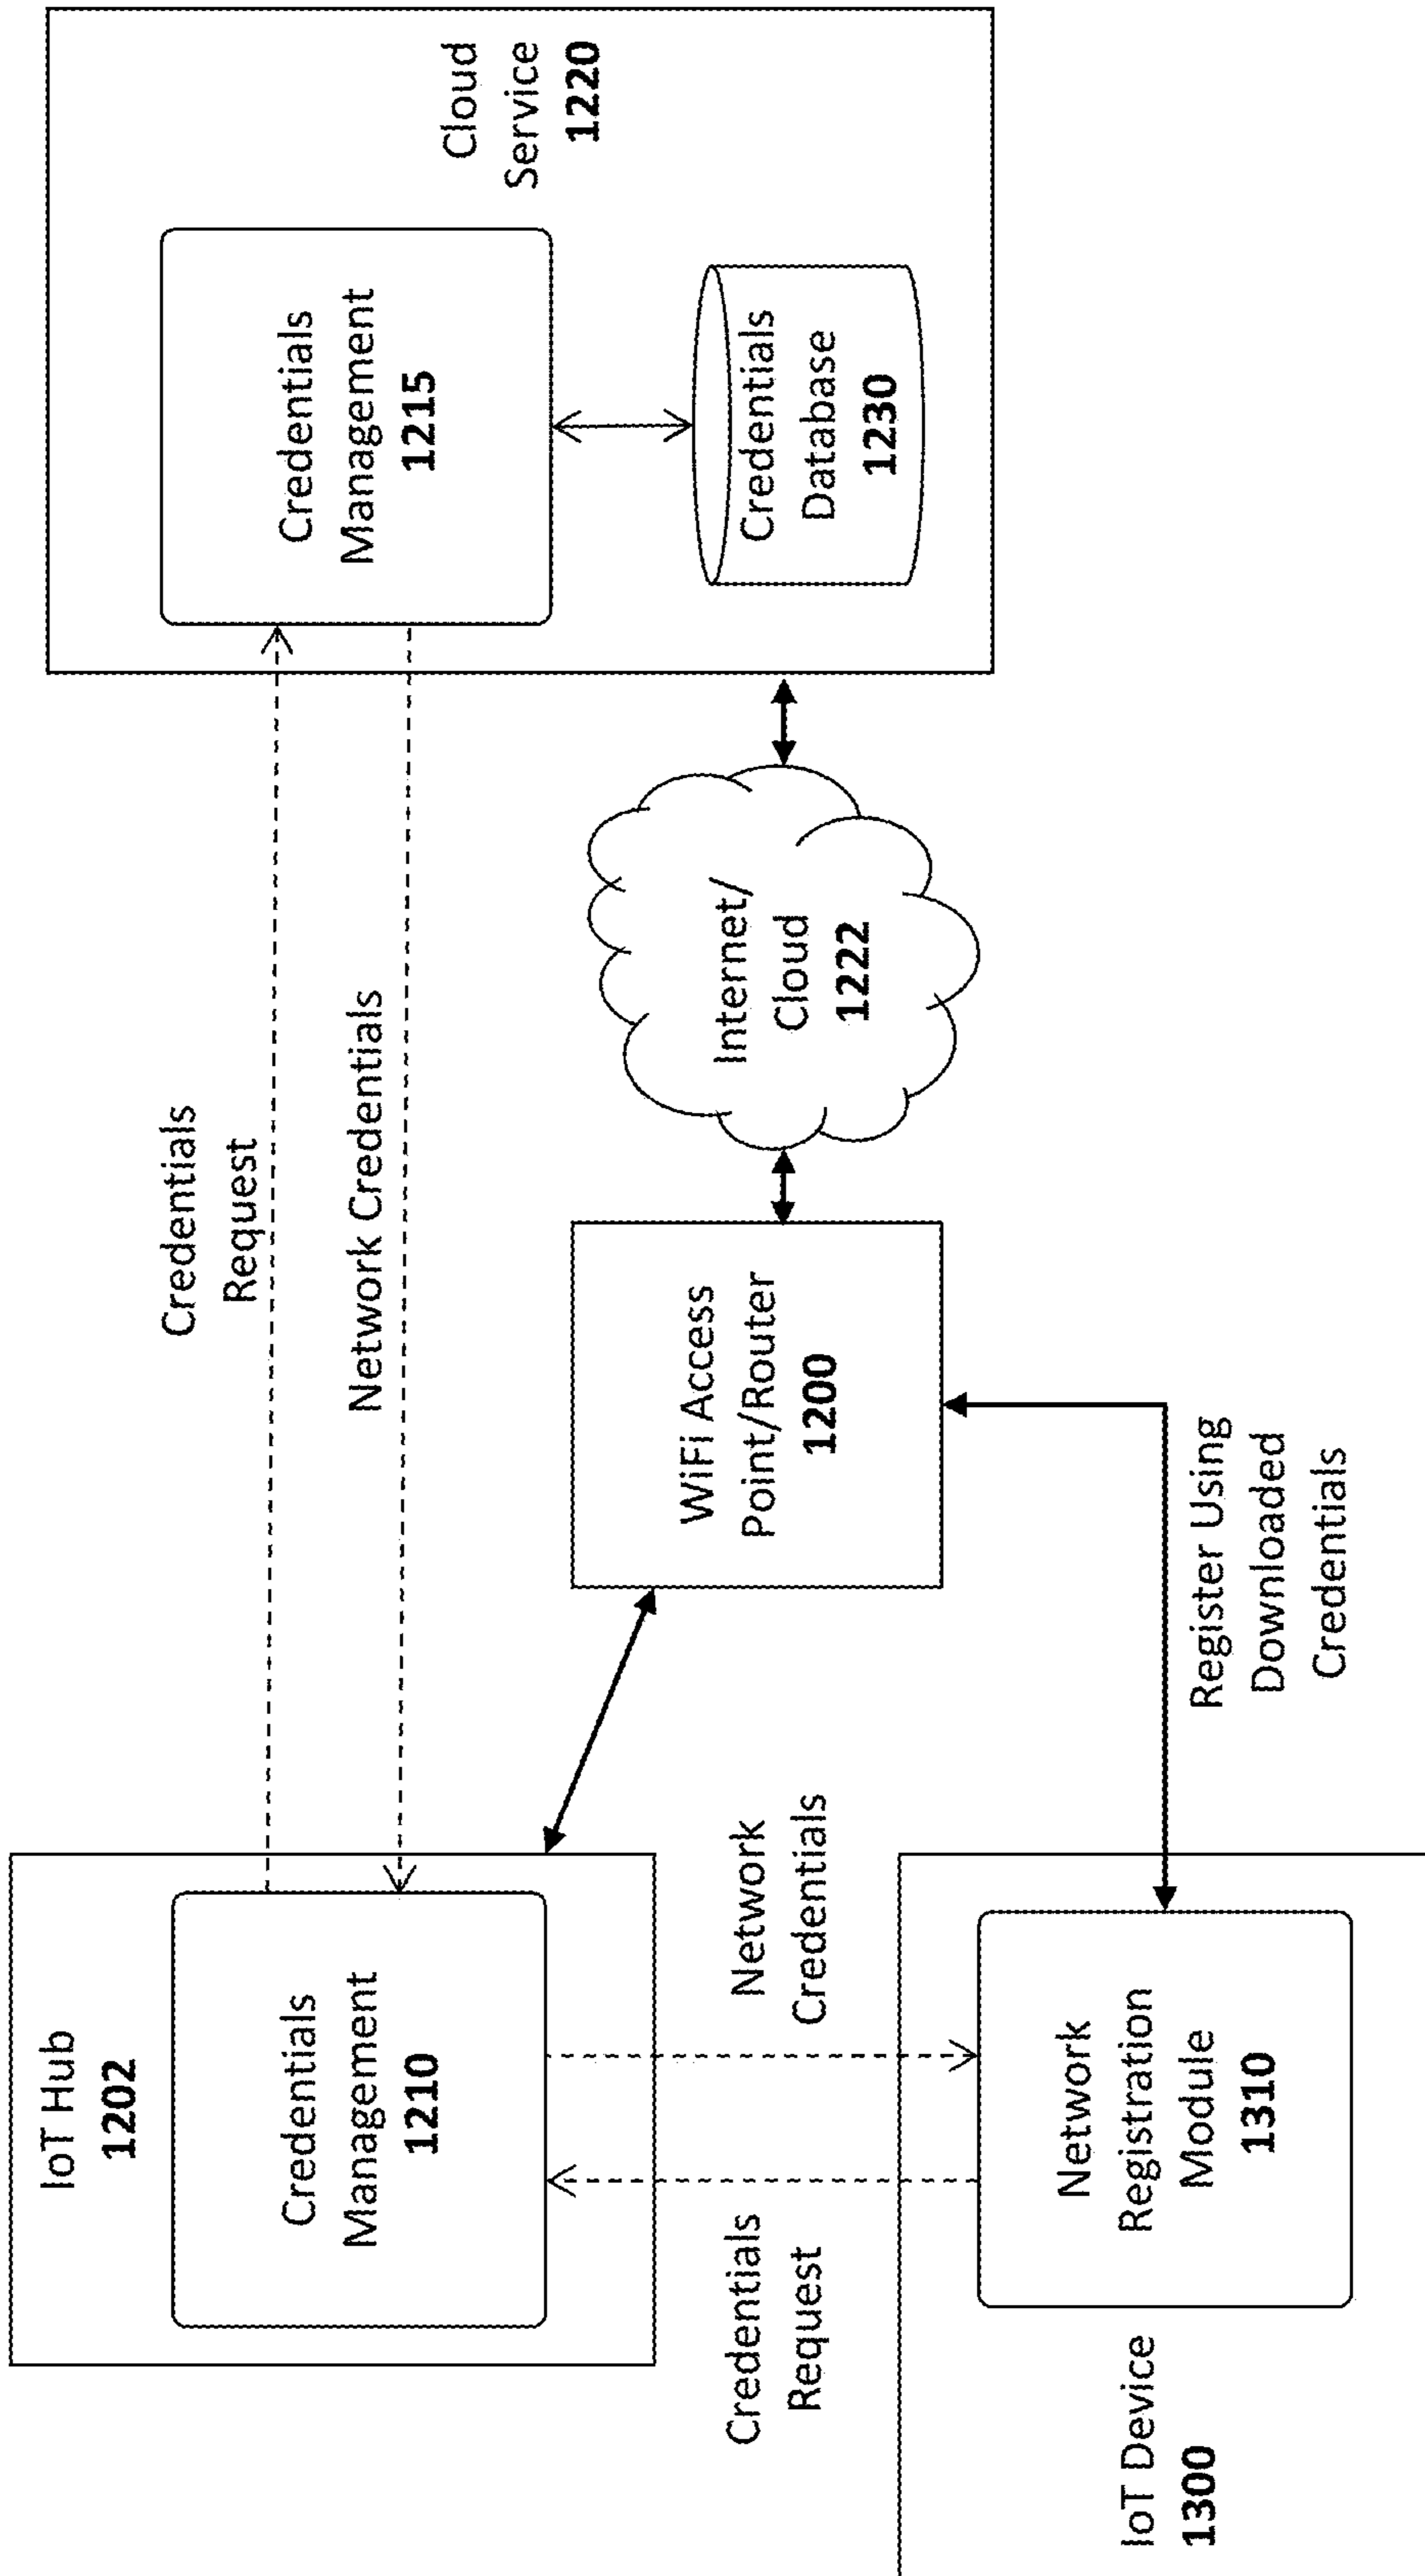 IoT Hub
1202
Credentials
Management
1210
Credentials
Request
Network Credentials
Cloud
Service
1220
Credentials
Management
1215
Credentials
Database
1230
WiFi Access
Point/Router
1200
Internet/
Cloud
1222
Credentials
Request
Network
Credentials
IoT Device
1300
Network
Registration
Module
1310
Register Using
Downloaded
Credentials